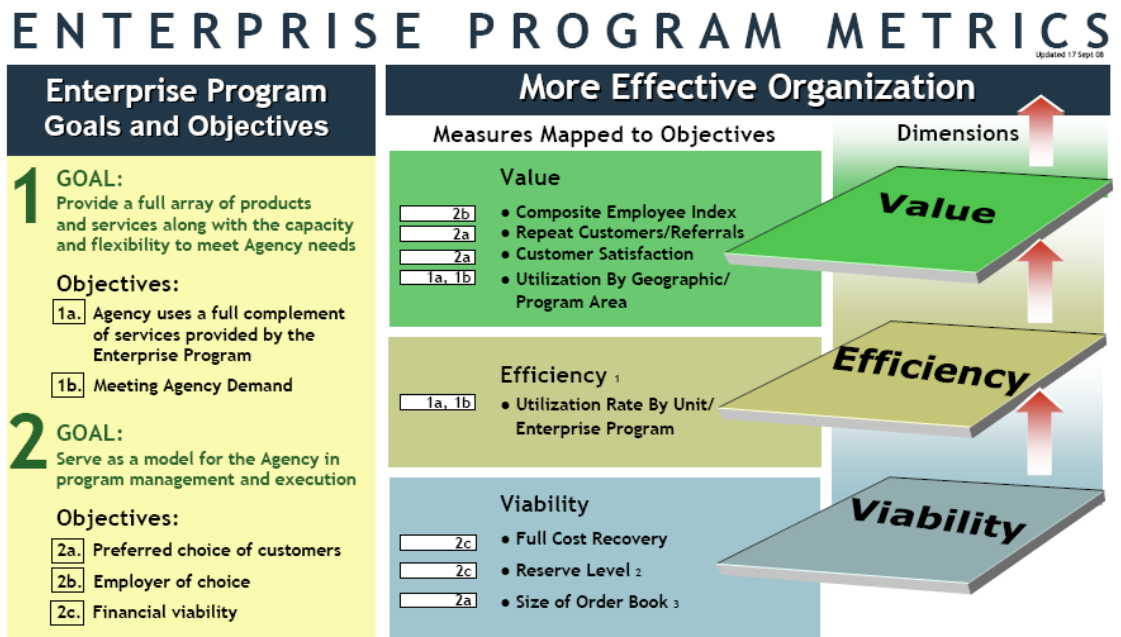 ENTERPRISE PROGRAM METRICS
Updated 17 Sept 08
Enterprise Program
Goals and Objectives
1
GOAL:
Provide a full array of products
and services along with the capacity
and flexibility to meet Agency needs
Objectives:
1a. Agency uses a full complement
of services provided by the
Enterprise Program
1b. Meeting Agency Demand
2
GOAL:
Serve as a model for the Agency in
program management and execution
Objectives:
2a. Preferred choice of customers
2b. Employer of choice
2c. Financial viability
More Effective Organization
Measures Mapped to Objectives
Value
2b • Composite Employee Index
2a • Repeat Customers/Referrals
2a • Customer Satisfaction
1a, 1b • Utilization By Geographic/
Program Area
Efficiency 1
1a, 1b • Utilization Rate By Unit/
Enterprise Program
Viability
2c • Full Cost Recovery
2c • Reserve Level 2
2a • Size of Order Book 3
Dimensions
Value
Efficiency
Viability